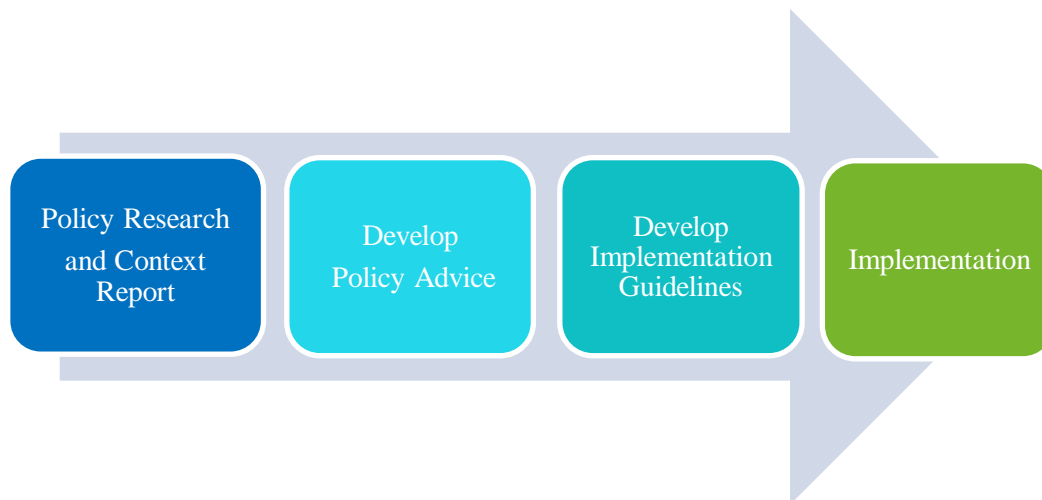 Policy Research
and Context
Report
Develop
Policy Advice
Develop
Implementation
Guidelines
Implementation